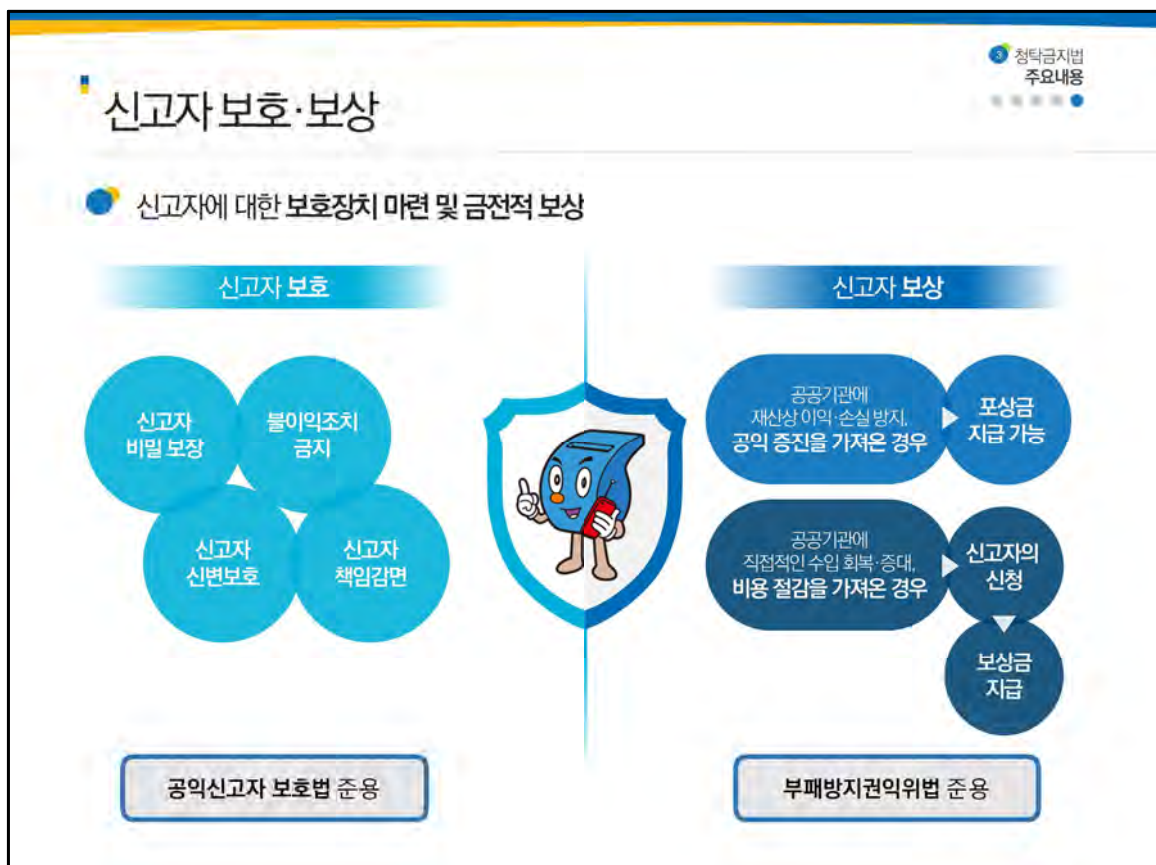 3 청탁금지법
주요내용
신고자 보호·보상
신고자에 대한 보호장치 마련 및 금전적 보상
신고자 보호
신고자
비밀 보장
불이익조치
금지
신고자
신변보호
신고자
책임감면
공익신고자 보호법 준용
신고자 보상
공공기관에
재산상 이익·손실 방지,
공익 증진을 가져온 경우
포상금
지급 가능
공공기관에
직접적인 수입 회복·증대,
비용 절감을 가져온 경우
신고자의
신청
보상금
지급
부패방지권익위법 준용